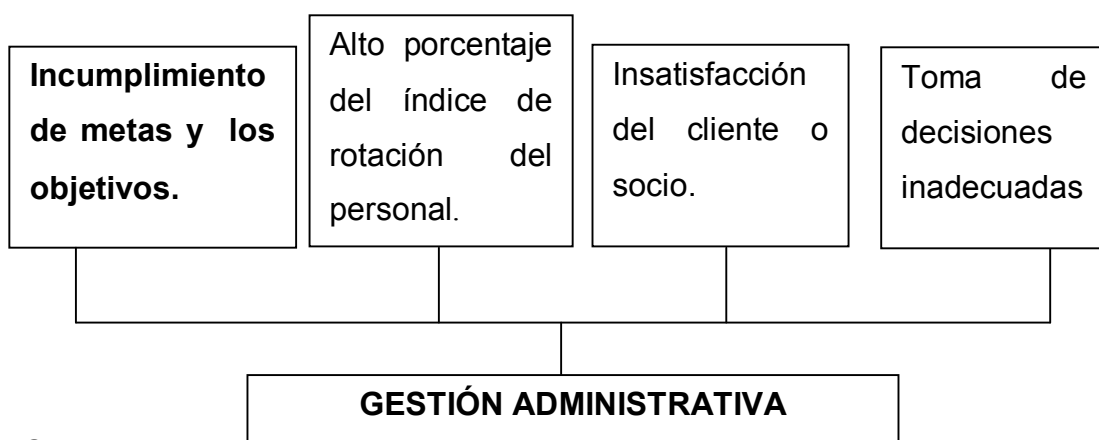 Incumplimiento
de metas y los
objetivos.
Alto porcentaje
del índice de
rotación del
personal.
Insatisfacción
del cliente o
socio.
Toma de
decisiones
inadecuadas
GESTIÓN ADMINISTRATIVA